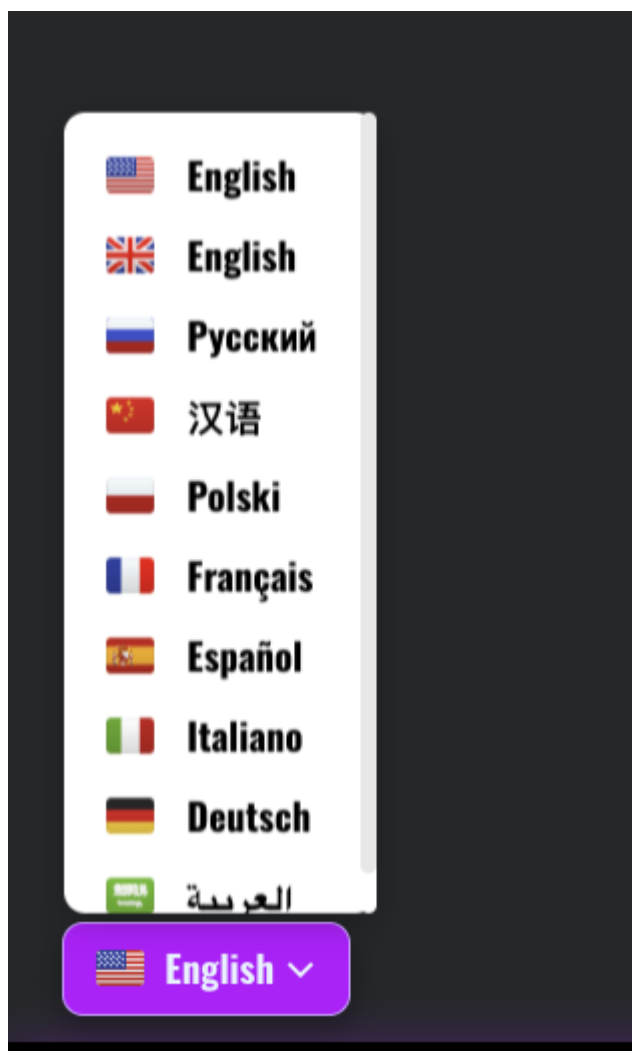 English
English
Русский
汉语
Polski
Français
Español
Italiano
Deutsch
العربية
English